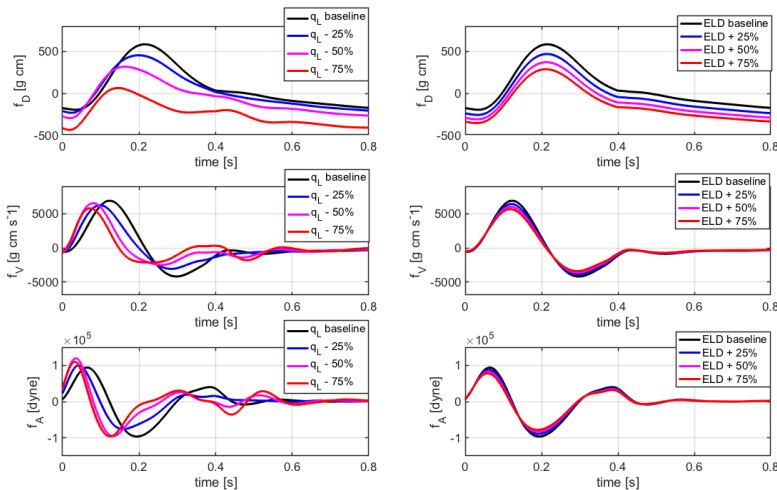 500
0
-500
f_D [g cm]
0 0.2 0.4 0.6 0.8
time [s]
q_L baseline
q_L - 25%
q_L - 50%
q_L - 75%
500
0
-500
f_D [g cm]
0 0.2 0.4 0.6 0.8
time [s]
ELD baseline
ELD + 25%
ELD + 50%
ELD + 75%
5000
0
-5000
f_V [g cm s-1]
0 0.2 0.4 0.6 0.8
time [s]
q_L baseline
q_L - 25%
q_L - 50%
q_L - 75%
5000
0
-5000
f_V [g cm s-1]
0 0.2 0.4 0.6 0.8
time [s]
ELD baseline
ELD + 25%
ELD + 50%
ELD + 75%
× 10^5
1
0
-1
f_A [dyne]
0 0.2 0.4 0.6 0.8
time [s]
q_L baseline
q_L - 25%
q_L - 50%
q_L - 75%
× 10^5
1
0
-1
f_A [dyne]
0 0.2 0.4 0.6 0.8
time [s]
ELD baseline
ELD + 25%
ELD + 50%
ELD + 75%